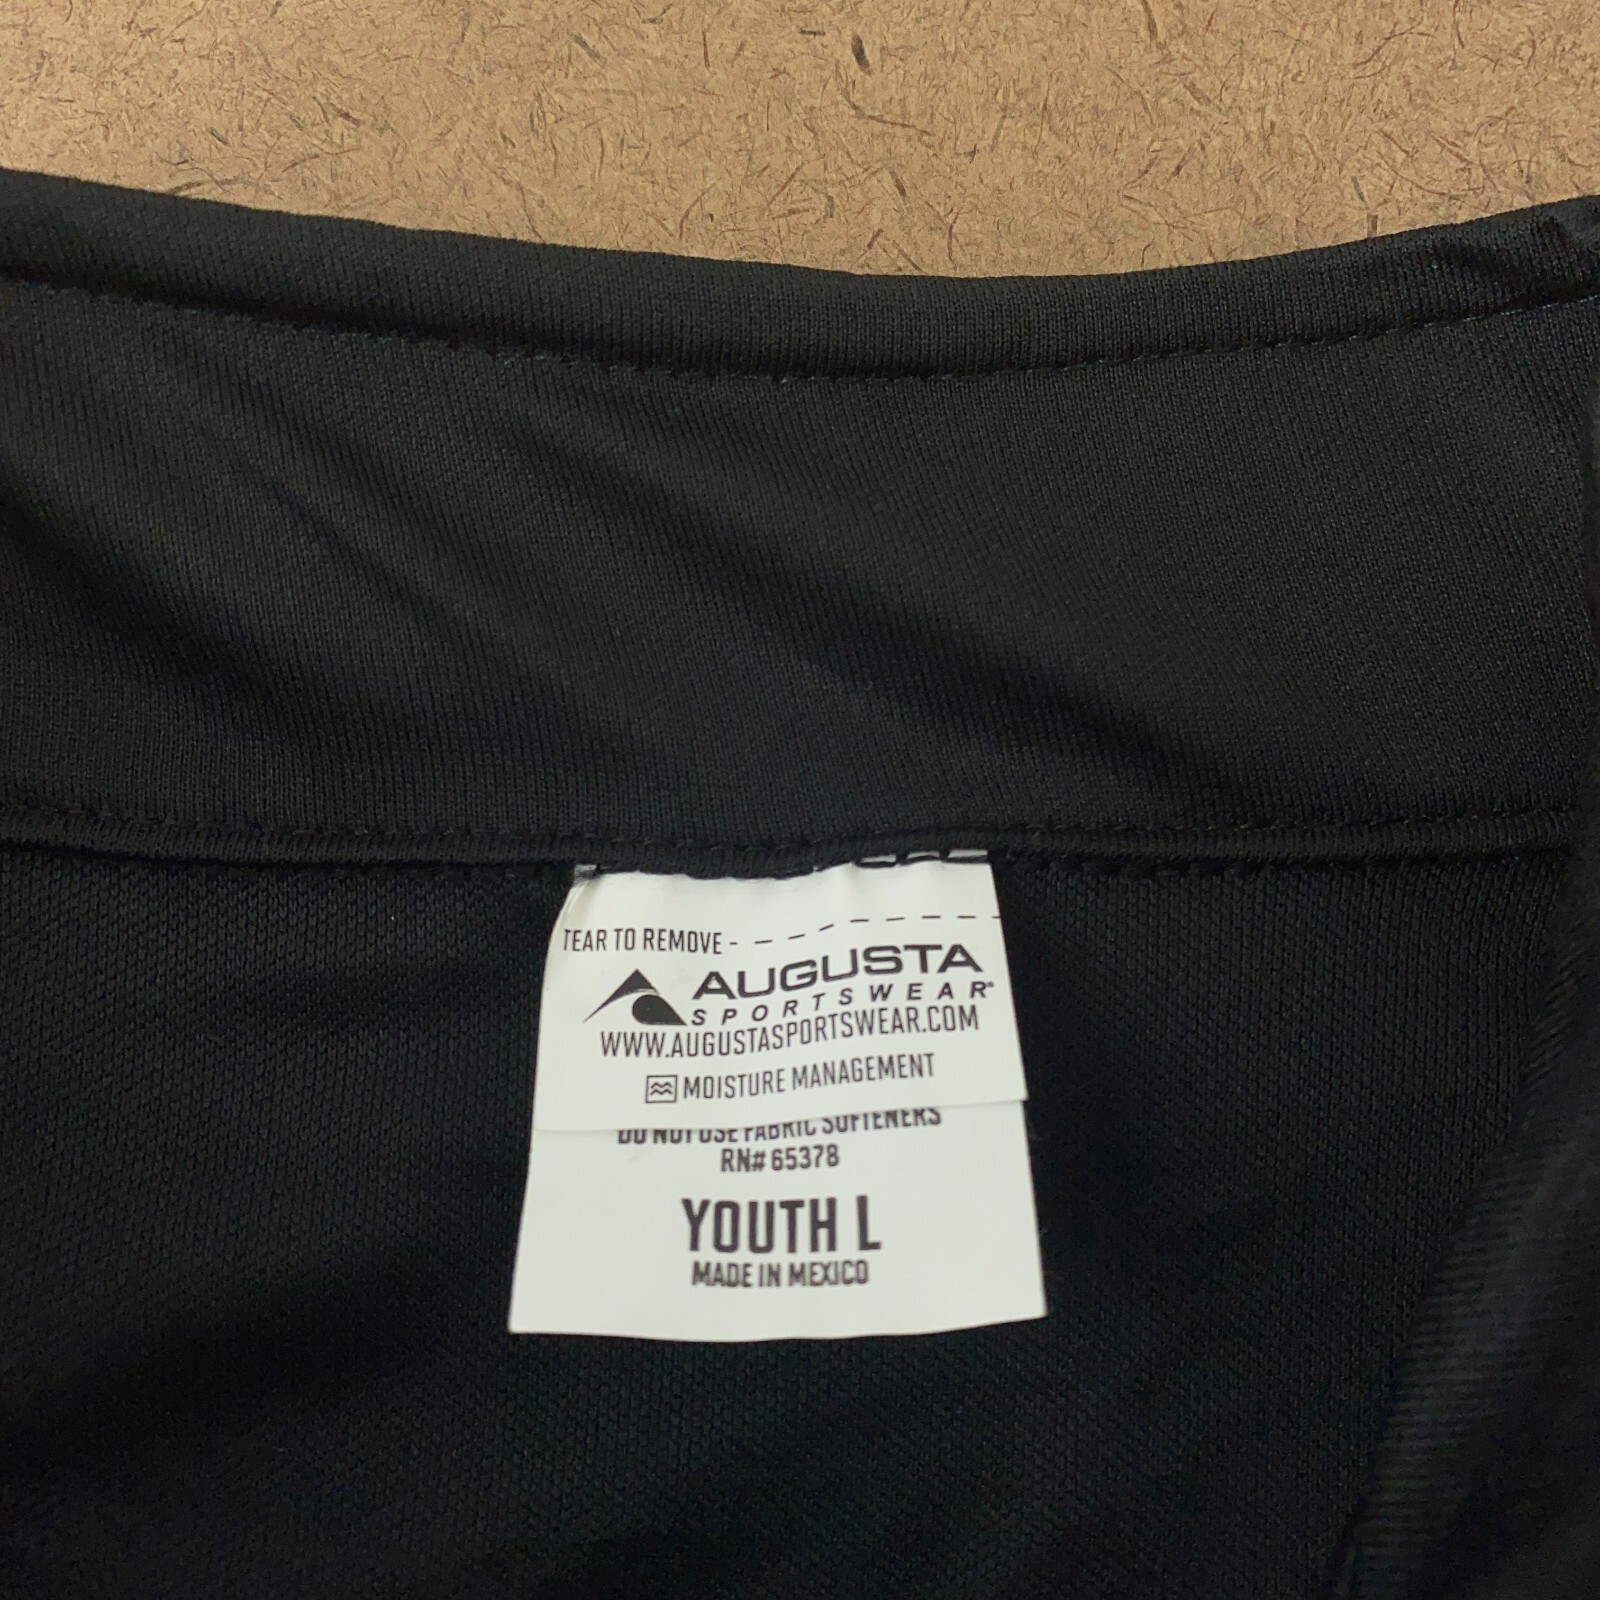 TEAR TO REMOVE - - - - - - - - -
AUGUSTA
SPORTSWEAR®
WWW.AUGUSTASPORTSWEAR.COM
MOISTURE MANAGEMENT
DO NOT USE FABRIC SOFTENERS
RN# 65378
YOUTH L
MADE IN MEXICO